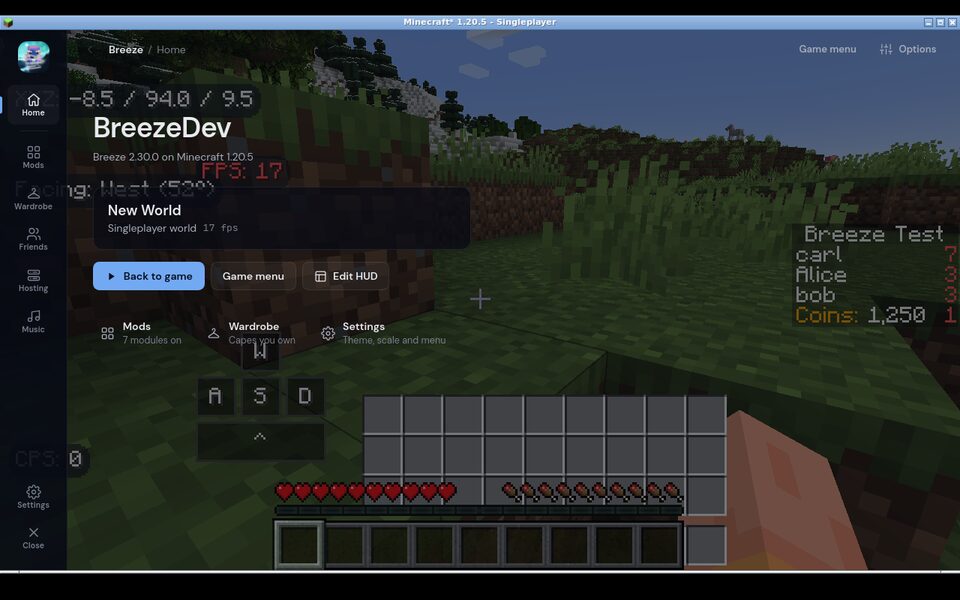 Minecraft* 1.20.5 - Singleplayer
Breeze / Home
Game menu
Options
-8.5 / 94.0 / 9.5
Home
BreezeDev
Breeze 2.30.0 on Minecraft 1.20.5
FPS: 17
Mods
Facing: West (52°)
Wardrobe
New World
Singleplayer world 17 fps
Friends
Breeze Test
carl 7
Alice 3
bob 3
Coins: 1,250 1
Back to game
Game menu
Edit HUD
Hosting
Music
Mods
7 modules on
Wardrobe
Capes you own
Settings
Theme, scale and menu
W
A S D
^
CPS: 0
Settings
Close